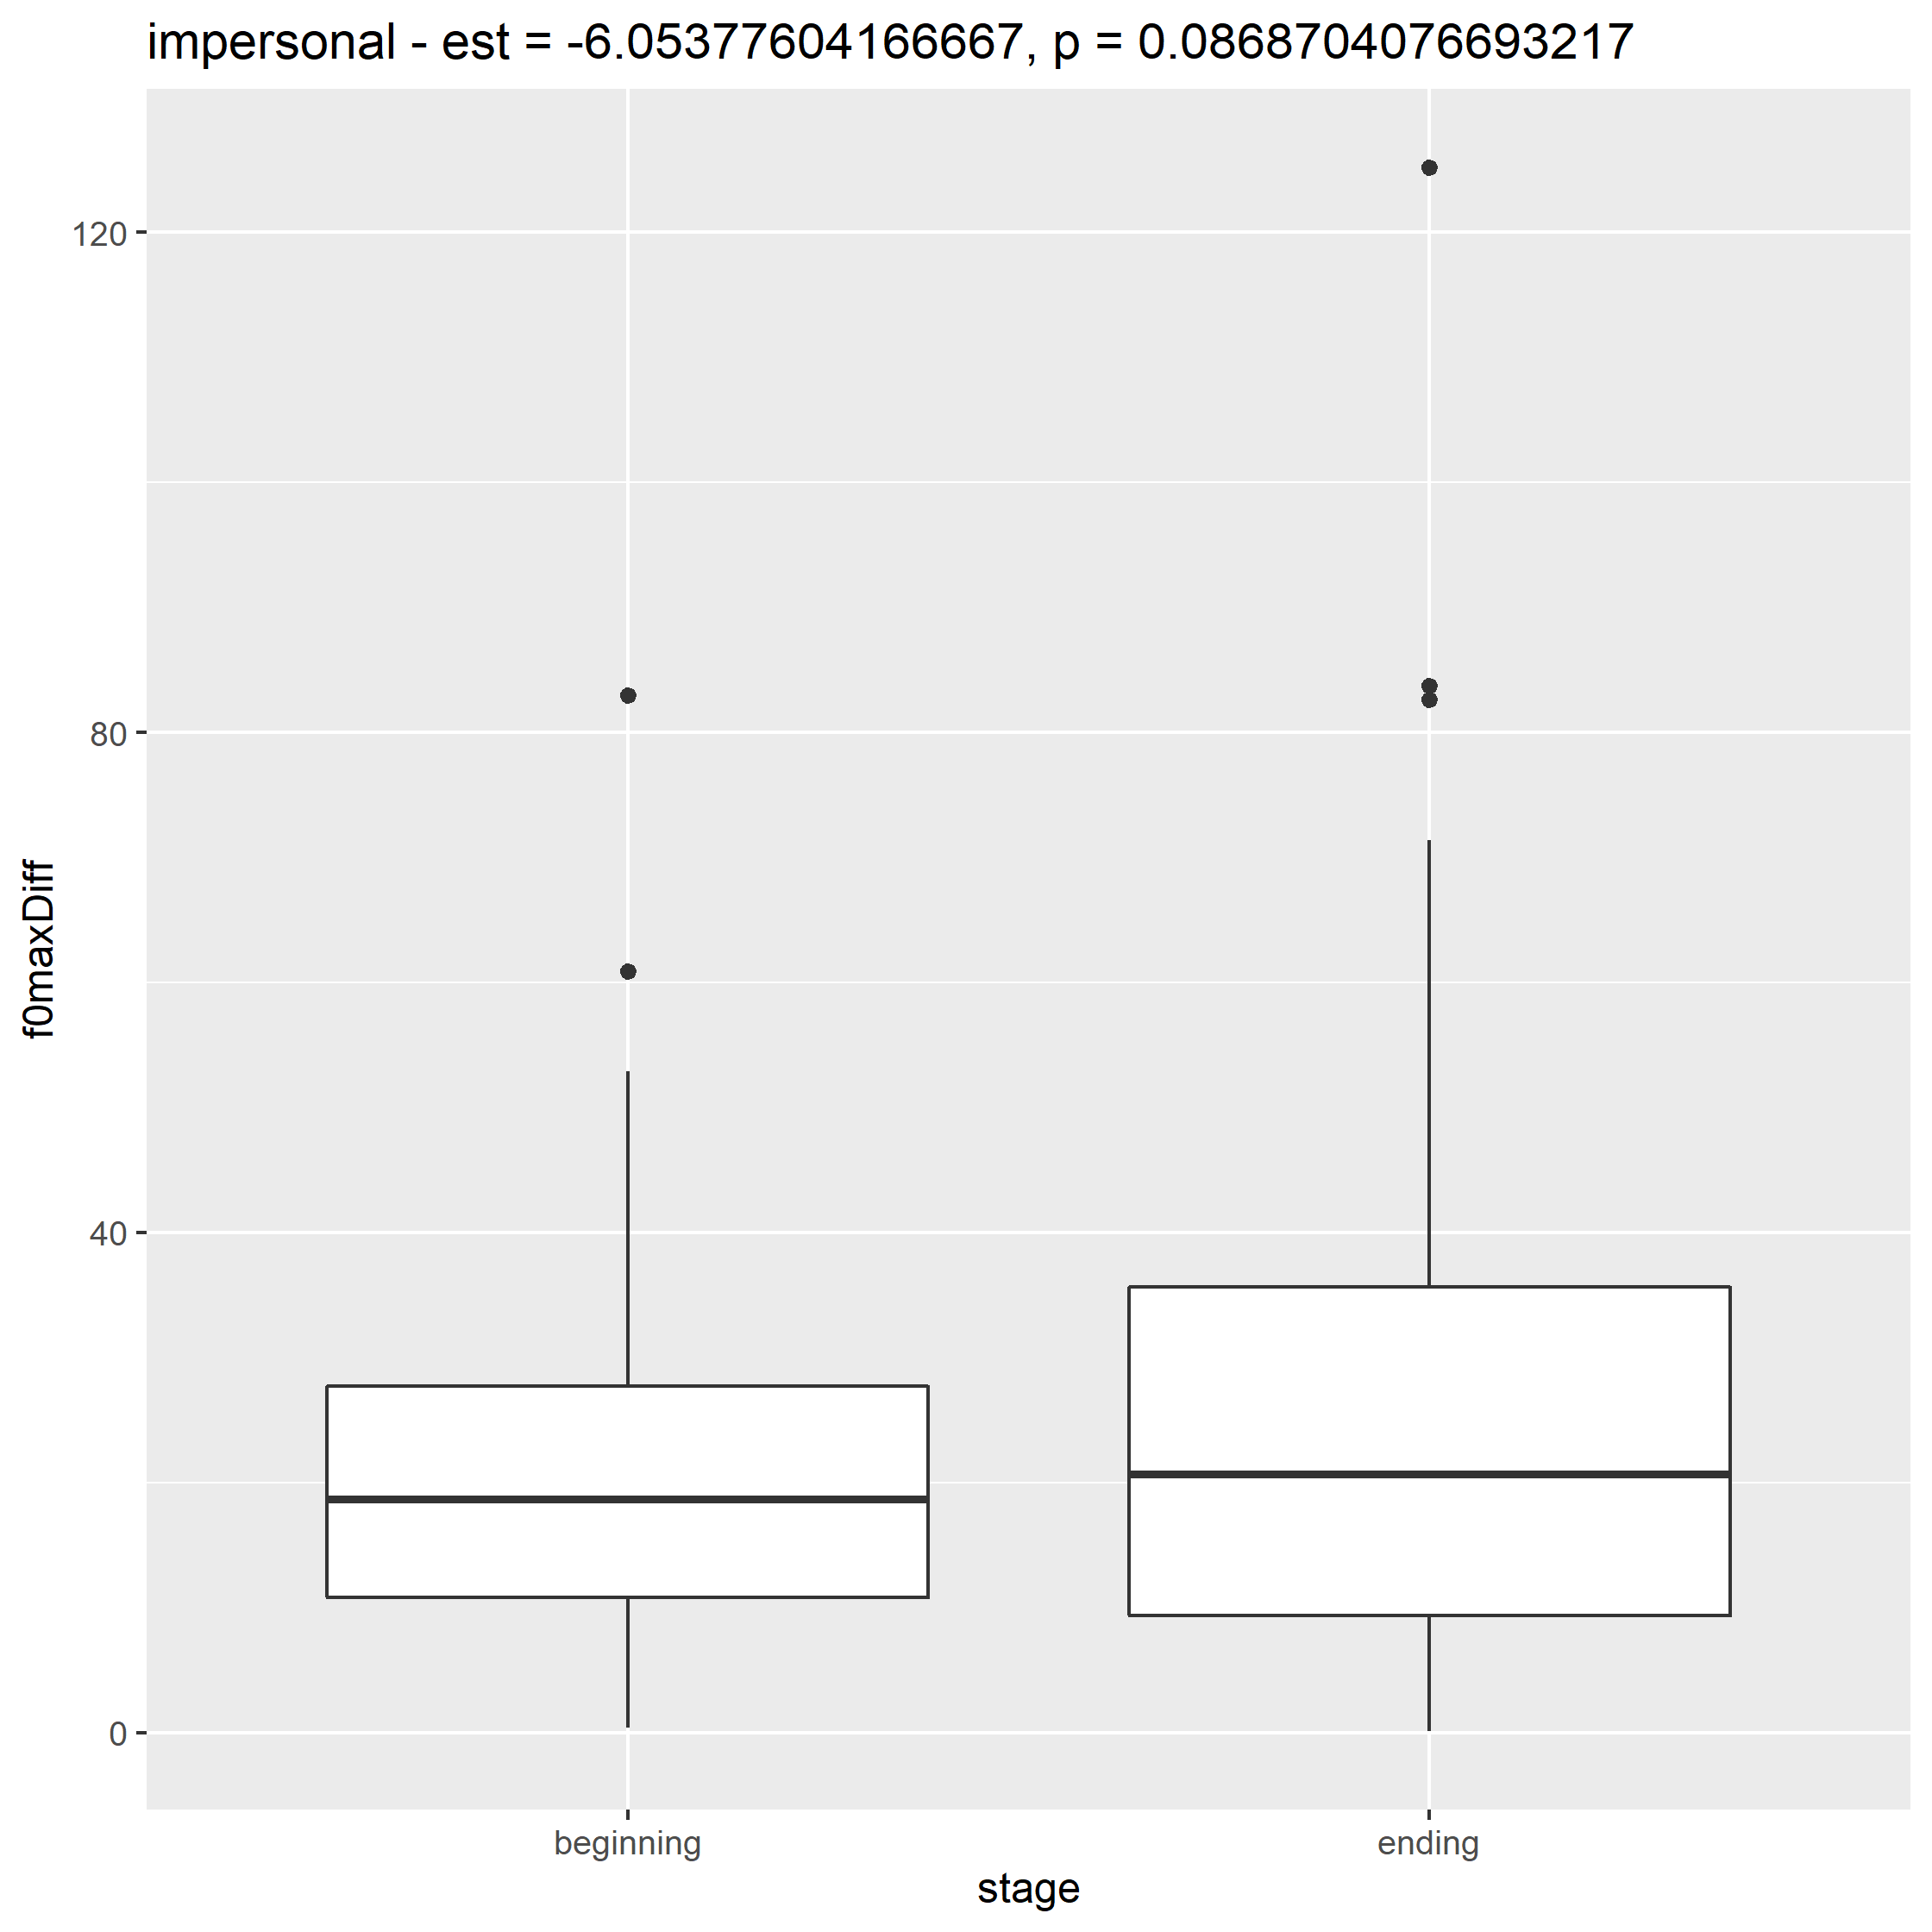 impersonal - est = -6.05377604166667, p = 0.0868704076693217
120
80
40
0
f0maxDiff
beginning
ending
stage